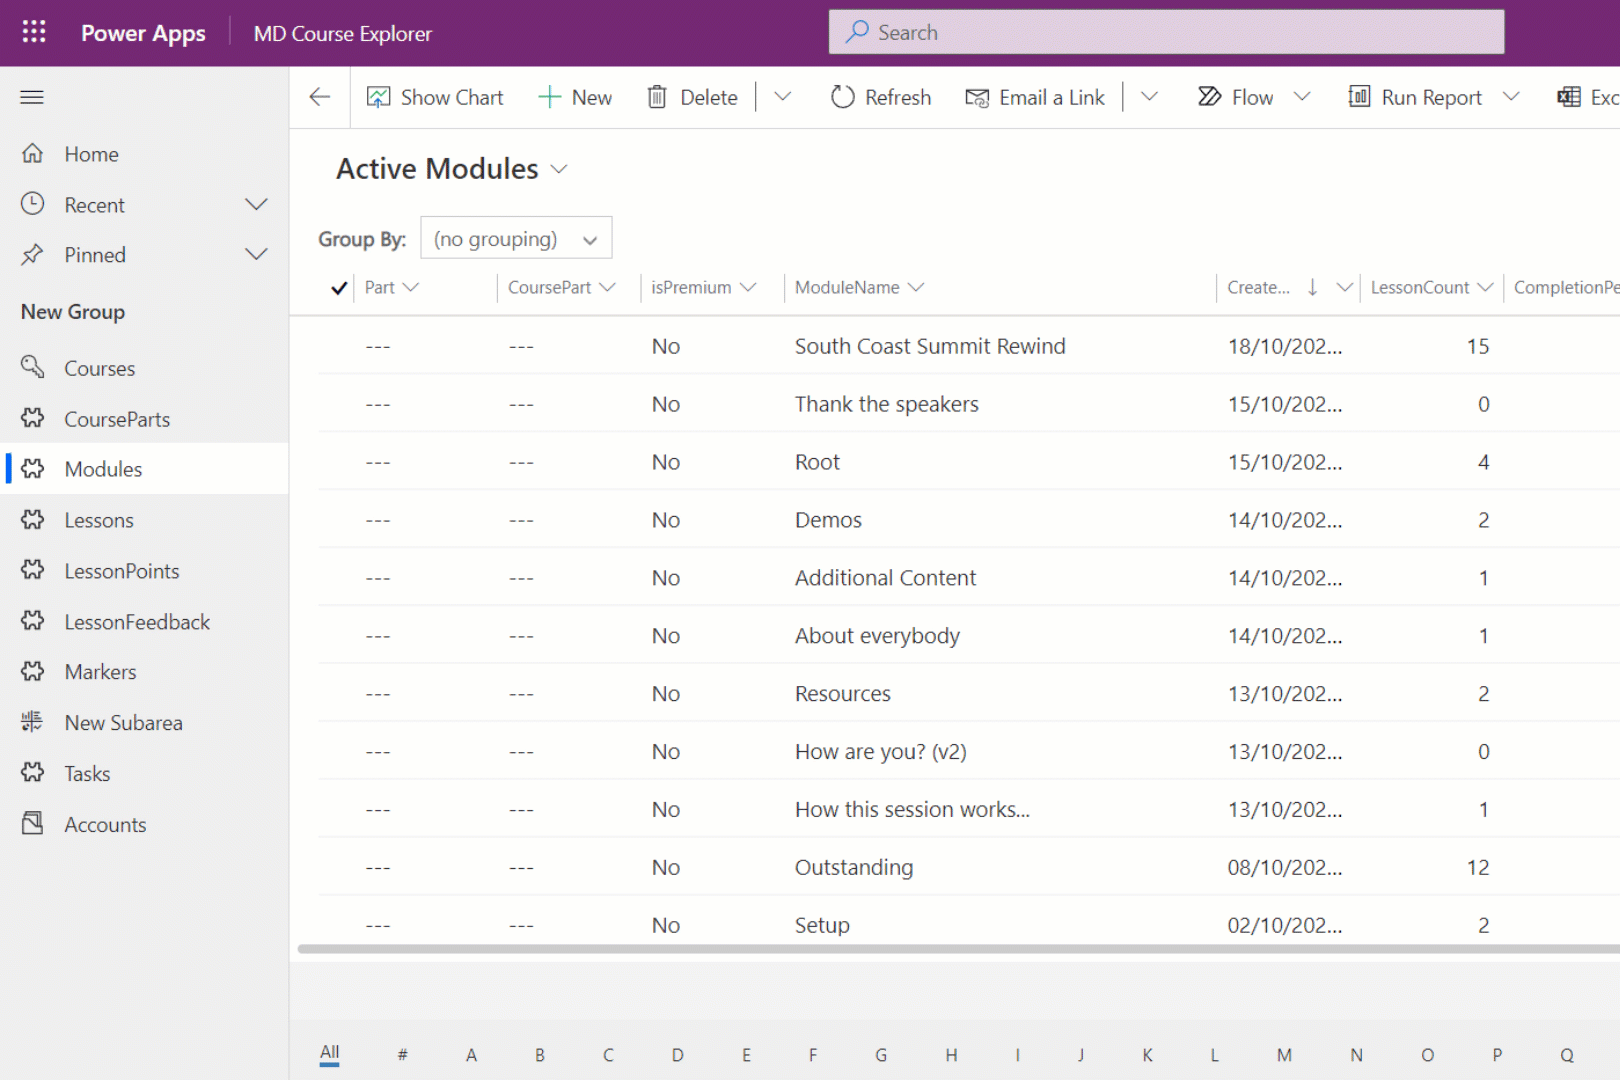 Power Apps MD Course Explorer Search
Show Chart New Delete Refresh Email a Link Flow Run Report Exc
Home
Recent
Pinned
New Group
Courses
CourseParts
Modules
Lessons
LessonPoints
LessonFeedback
Markers
New Subarea
Tasks
Accounts
Active Modules
Group By: (no grouping)
Part CoursePart isPremium ModuleName Create... LessonCount CompletionPe
--- --- No South Coast Summit Rewind 18/10/202... 15
--- --- No Thank the speakers 15/10/202... 0
--- --- No Root 15/10/202... 4
--- --- No Demos 14/10/202... 2
--- --- No Additional Content 14/10/202... 1
--- --- No About everybody 14/10/202... 1
--- --- No Resources 13/10/202... 2
--- --- No How are you? (v2) 13/10/202... 0
--- --- No How this session works... 13/10/202... 1
--- --- No Outstanding 08/10/202... 12
--- --- No Setup 02/10/202... 2
All # A B C D E F G H I J K L M N O P Q